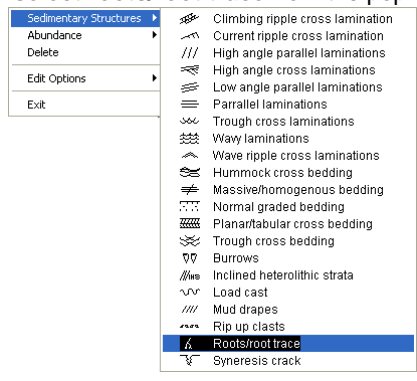 Sedimentary Structures
Abundance
Delete
Edit Options
Exit
Climbing ripple cross lamination
Current ripple cross lamination
High angle parallel laminations
High angle cross laminations
Low angle parallel laminations
Parrallel laminations
Trough cross laminations
Wavy laminations
Wave ripple cross laminations
Hummock cross bedding
Massive/homogenous bedding
Normal graded bedding
Planar/tabular cross bedding
Trough cross bedding
Burrows
Inclined heterolithic strata
Load cast
Mud drapes
Rip up clasts
Roots/root trace
Syneresis crack